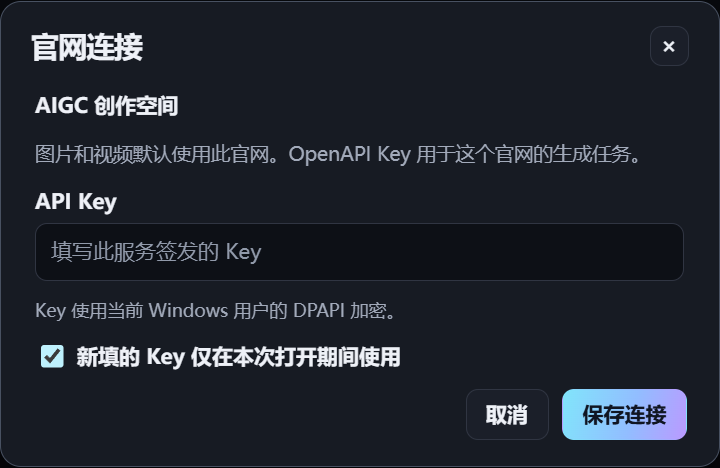 官网连接
×
AIGC 创作空间
图片和视频默认使用此官网。OpenAPI Key 用于这个官网的生成任务。
API Key
填写此服务签发的 Key
Key 使用当前 Windows 用户的 DPAPI 加密。
新填的 Key 仅在本次打开期间使用
取消
保存连接